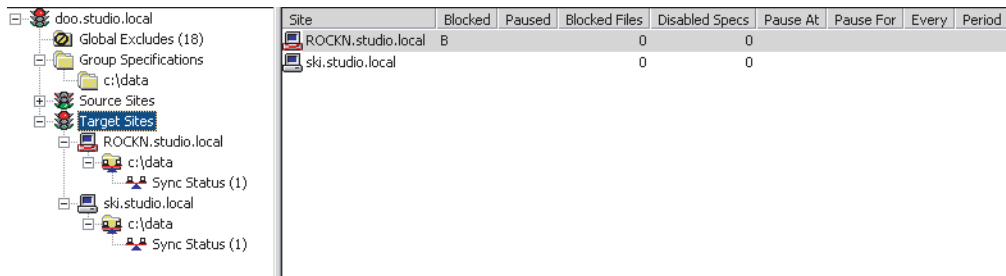 doo.studio.local
Global Excludes (18)
Group Specifications
c:\data
Source Sites
Target Sites
ROCKN.studio.local
c:\data
Sync Status (1)
ski.studio.local
c:\data
Sync Status (1)
Site Blocked Paused Blocked Files Disabled Specs Pause At Pause For Every Period
ROCKN.studio.local B 0 0
ski.studio.local 0 0